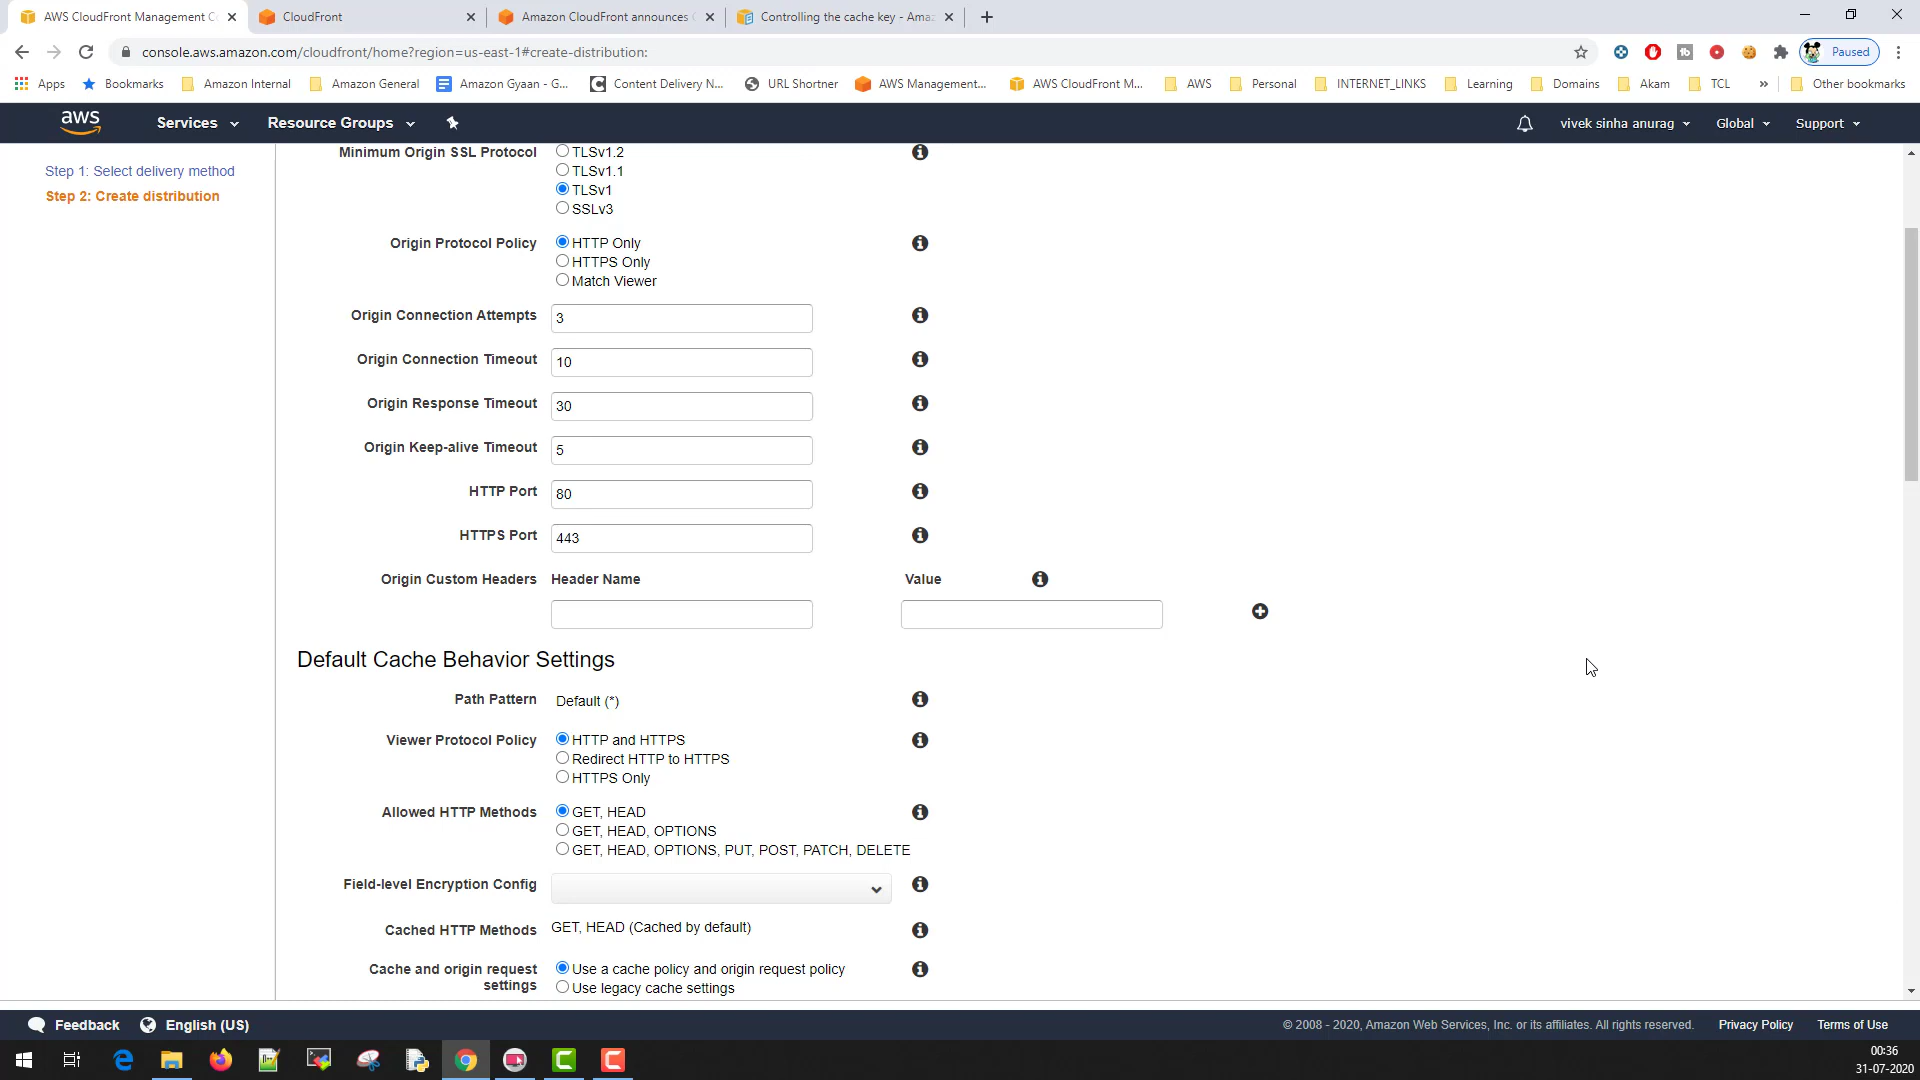 AWS CloudFront Management C
CloudFront
Amazon CloudFront announces
Controlling the cache key - Ama
console.aws.amazon.com/cloudfront/home?region=us-east-1#create-distribution:
Paused
Apps
Bookmarks
Amazon Internal
Amazon General
Amazon Gyaan - G...
Content Delivery N...
URL Shortner
AWS Management...
AWS CloudFront M...
AWS
Personal
INTERNET_LINKS
Learning
Domains
Akam
TCL
»
Other bookmarks
aws
Services
Resource Groups
vivek sinha anurag
Global
Support
Step 1: Select delivery method
Step 2: Create distribution
Minimum Origin SSL Protocol
TLSv1.2
TLSv1.1
TLSv1
SSLv3
Origin Protocol Policy
HTTP Only
HTTPS Only
Match Viewer
Origin Connection Attempts
3
Origin Connection Timeout
10
Origin Response Timeout
30
Origin Keep-alive Timeout
5
HTTP Port
80
HTTPS Port
443
Origin Custom Headers
Header Name
Value
Default Cache Behavior Settings
Path Pattern
Default (*)
Viewer Protocol Policy
HTTP and HTTPS
Redirect HTTP to HTTPS
HTTPS Only
Allowed HTTP Methods
GET, HEAD
GET, HEAD, OPTIONS
GET, HEAD, OPTIONS, PUT, POST, PATCH, DELETE
Field-level Encryption Config
Cached HTTP Methods
GET, HEAD (Cached by default)
Cache and origin request
settings
Use a cache policy and origin request policy
Use legacy cache settings
Feedback
English (US)
© 2008 - 2020, Amazon Web Services, Inc. or its affiliates. All rights reserved.
Privacy Policy
Terms of Use
00:36
31-07-2020